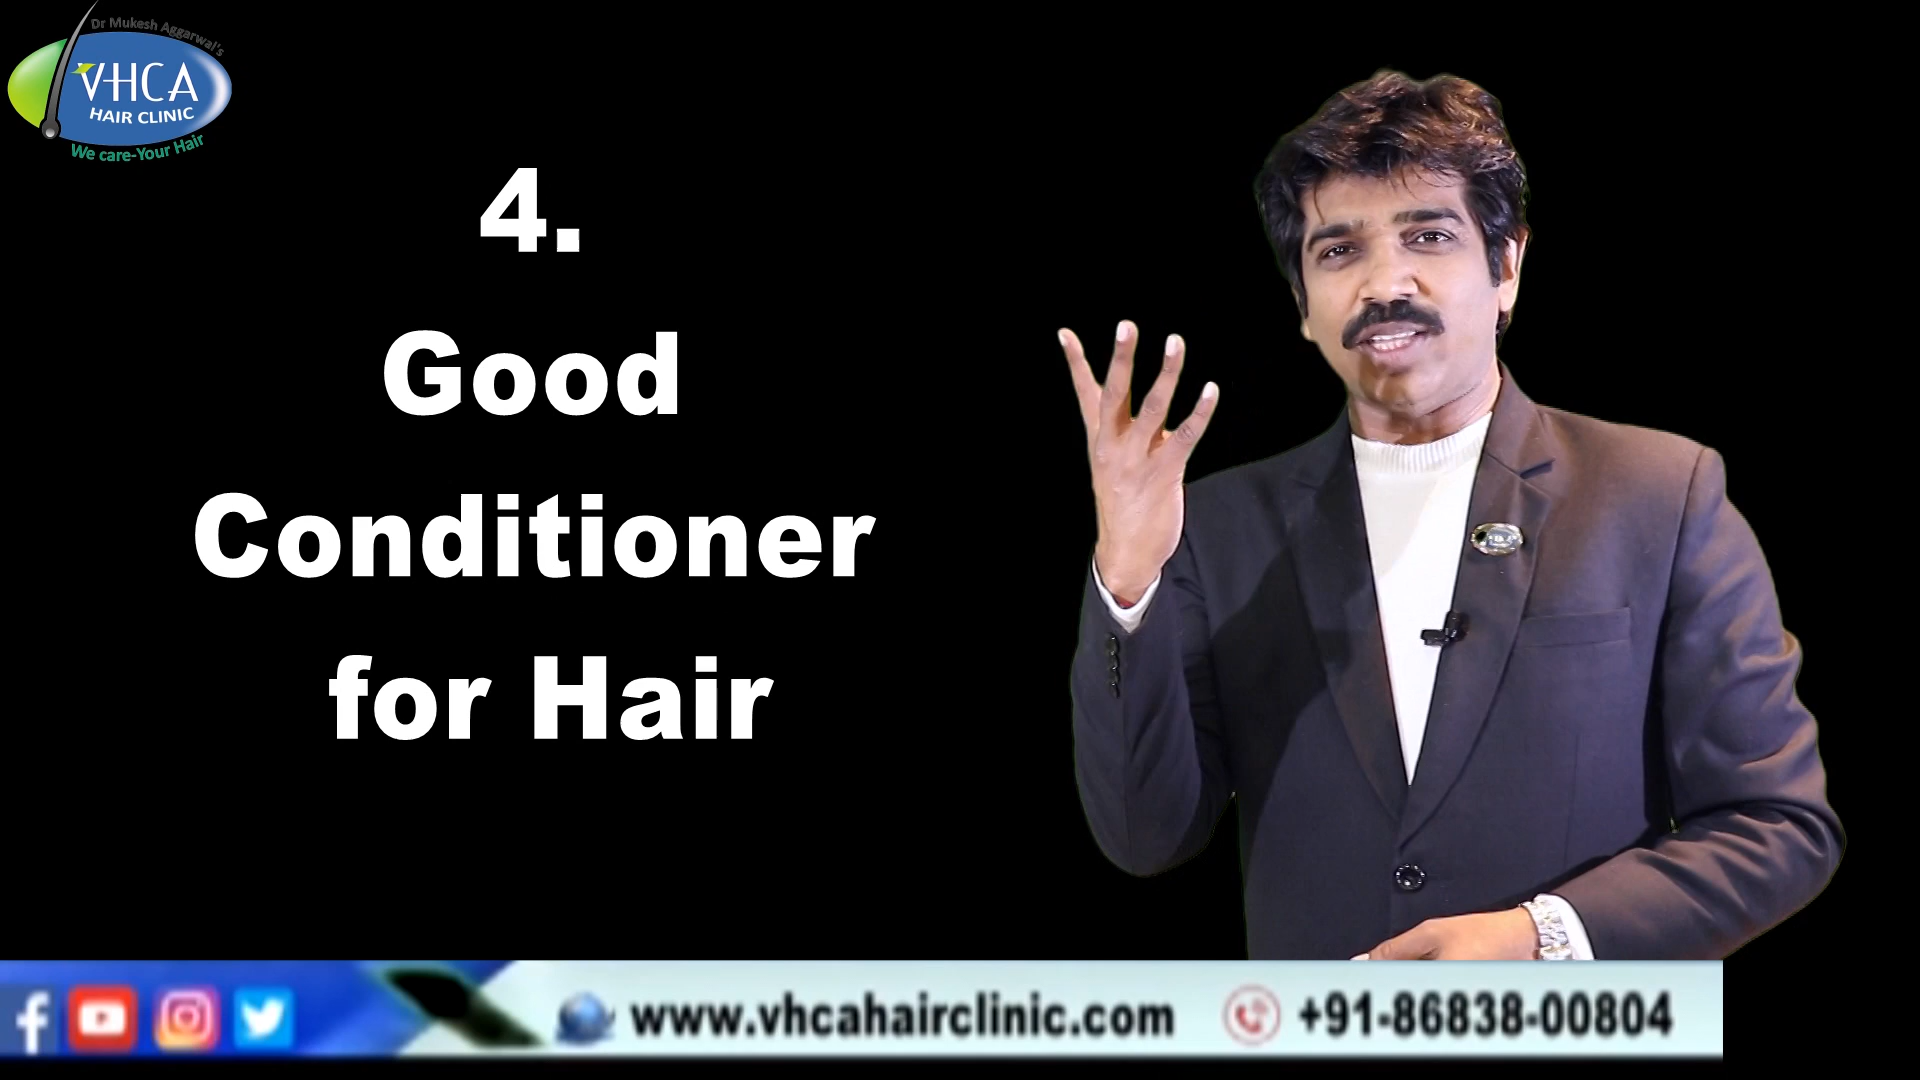 Dr Mukesh Aggarwal's
VHCA
HAIR CLINIC
We care-Your Hair
4.
Good
Conditioner
for Hair
www.vhcahairclinic.com
+91-86838-00804